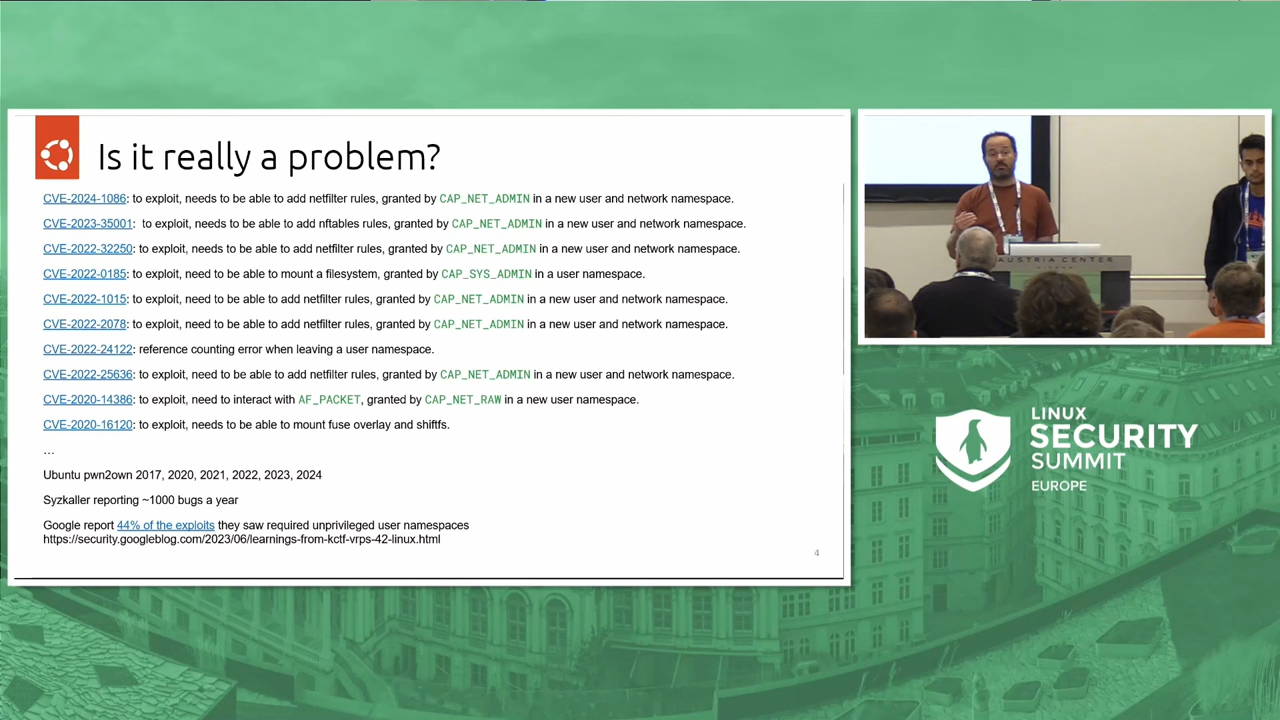 Is it really a problem?
CVE-2024-1086: to exploit, needs to be able to add netfilter rules, granted by CAP_NET_ADMIN in a new user and network namespace.
CVE-2023-35001:  to exploit, needs to be able to add nftables rules, granted by CAP_NET_ADMIN in a new user and network namespace.
CVE-2022-32250: to exploit, needs to be able to add netfilter rules, granted by CAP_NET_ADMIN in a new user and network namespace.
CVE-2022-0185: to exploit, need to be able to mount a filesystem, granted by CAP_SYS_ADMIN in a user namespace.
CVE-2022-1015: to exploit, need to be able to add netfilter rules, granted by CAP_NET_ADMIN in a new user and network namespace.
CVE-2022-2078: to exploit, need to be able to add netfilter rules, granted by CAP_NET_ADMIN in a new user and network namespace.
CVE-2022-24122: reference counting error when leaving a user namespace.
CVE-2022-25636: to exploit, need to be able to add netfilter rules, granted by CAP_NET_ADMIN in a new user and network namespace.
CVE-2020-14386: to exploit, need to interact with AF_PACKET, granted by CAP_NET_RAW in a new user namespace.
CVE-2020-16120: to exploit, needs to be able to mount fuse overlay and shiftfs.
…
Ubuntu pwn2own 2017, 2020, 2021, 2022, 2023, 2024
Syzkaller reporting ~1000 bugs a year
Google report 44% of the exploits they saw required unprivileged user namespaces
https://security.googleblog.com/2023/06/learnings-from-kctf-vrps-42-linux.html
4
AUSTRIA CENTER
LINUX
SECURITY
SUMMIT
EUROPE